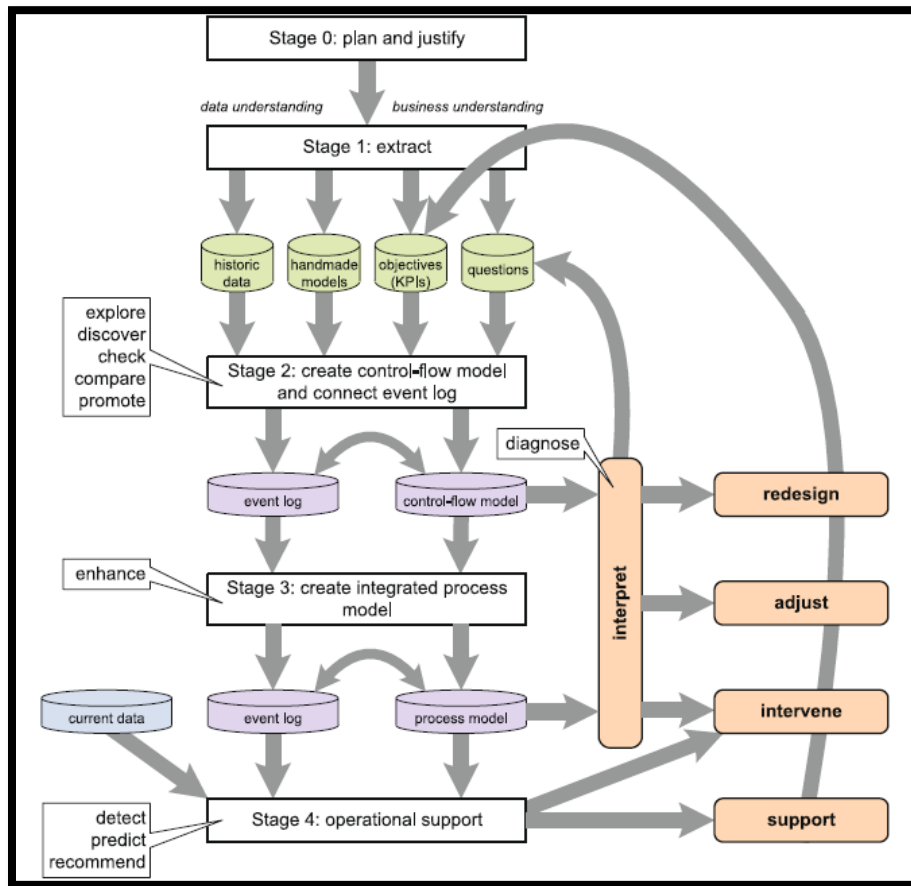 Stage 0: plan and justify
data understanding
business understanding
Stage 1: extract
historic
data
handmade
models
objectives
(KPIs)
questions
explore
discover
check
compare
promote
Stage 2: create control-flow model
and connect event log
diagnose
event log
control-flow model
redesign
enhance
Stage 3: create integrated process
model
interpret
adjust
current data
event log
process model
intervene
detect
predict
recommend
Stage 4: operational support
support